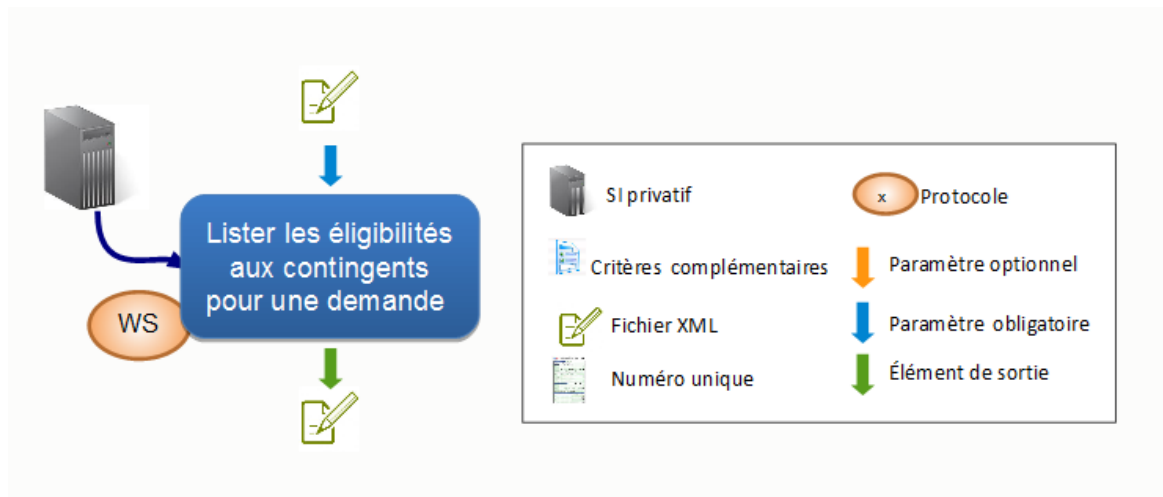 Lister les éligibilités
aux contingents
pour une demande
WS
SI privatif
x
Protocole
Critères complémentaires
Paramètre optionnel
Fichier XML
Paramètre obligatoire
Numéro unique
Élément de sortie